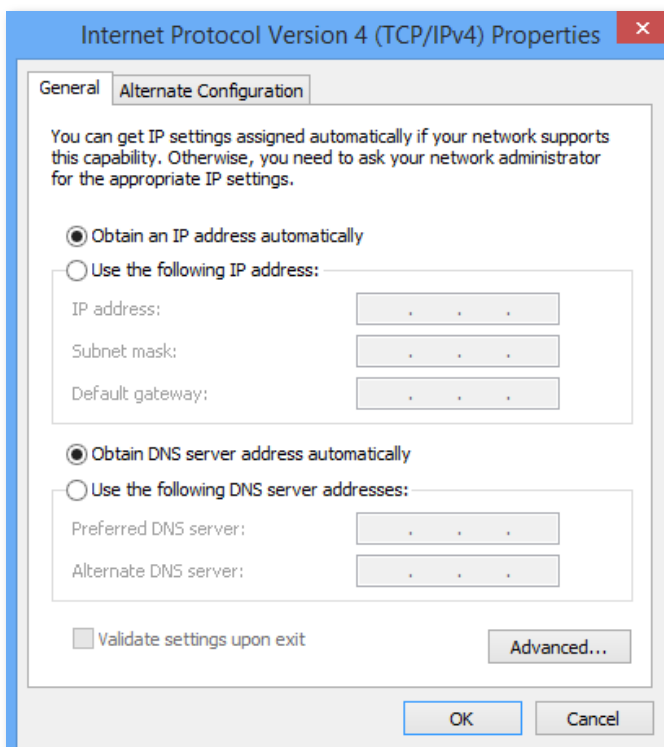 Internet Protocol Version 4 (TCP/IPv4) Properties
General
Alternate Configuration
You can get IP settings assigned automatically if your network supports
this capability. Otherwise, you need to ask your network administrator
for the appropriate IP settings.
Obtain an IP address automatically
Use the following IP address:
IP address:
Subnet mask:
Default gateway:
Obtain DNS server address automatically
Use the following DNS server addresses:
Preferred DNS server:
Alternate DNS server:
Validate settings upon exit
Advanced...
OK
Cancel